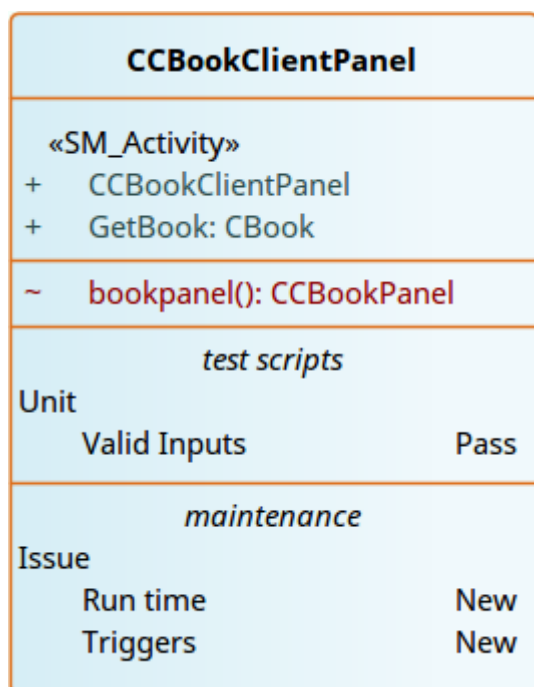 CCBookClientPanel
«SM_Activity»
+ CCBookClientPanel
+ GetBook: CBook
~ bookpanel(): CCBookPanel
test scripts
Unit
Valid Inputs Pass
maintenance
Issue
Run time New
Triggers New